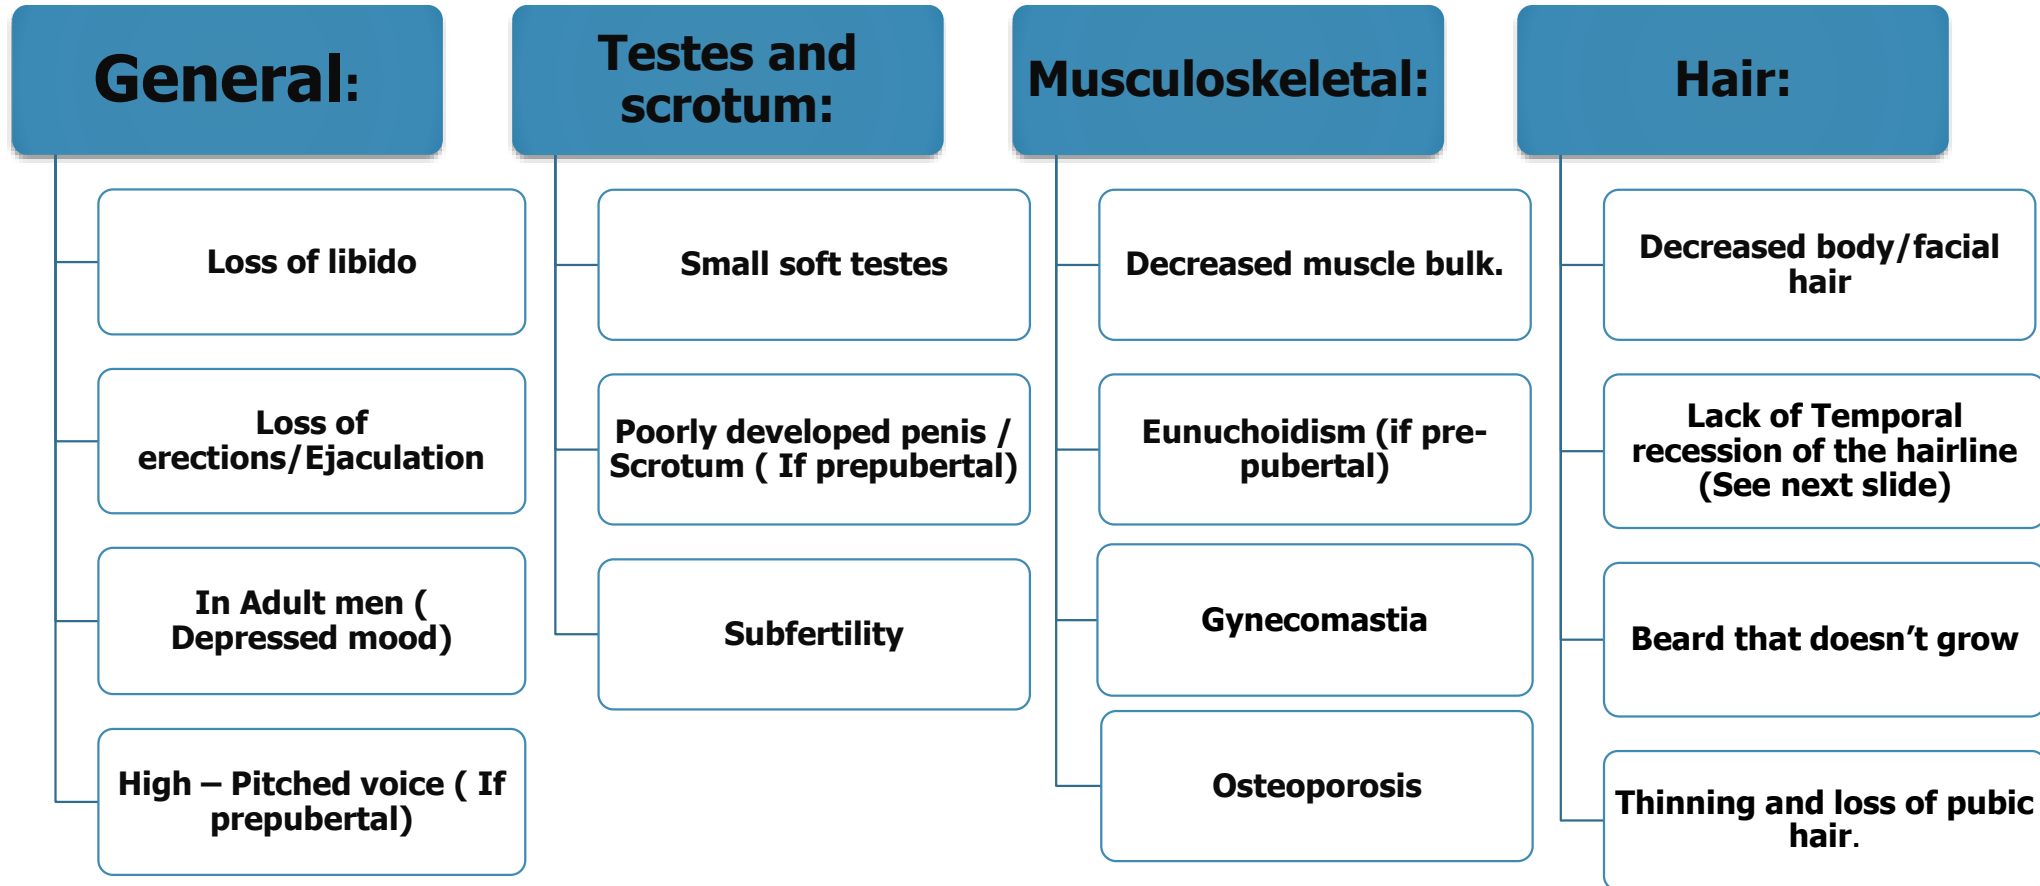 General:
Loss of libido
Loss of
erections/Ejaculation
In Adult men (
Depressed mood)
High – Pitched voice ( If
prepubertal)
Testes and
scrotum:
Small soft testes
Poorly developed penis /
Scrotum ( If prepubertal)
Subfertility
Musculoskeletal:
Decreased muscle bulk.
Eunuchoidism (if pre-
pubertal)
Gynecomastia
Osteoporosis
Hair:
Decreased body/facial
hair
Lack of Temporal
recession of the hairline
(See next slide)
Beard that doesn’t grow
Thinning and loss of pubic
hair.